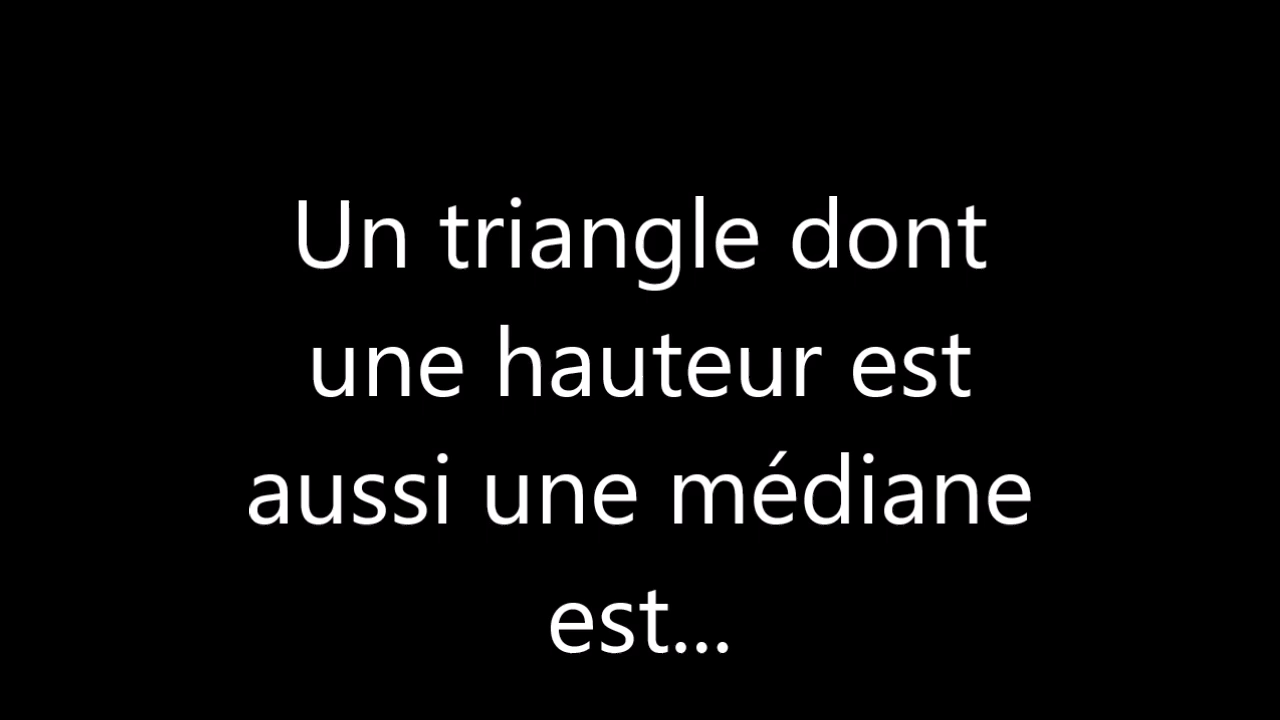 Un triangle dont
une hauteur est
aussi une médiane
est...